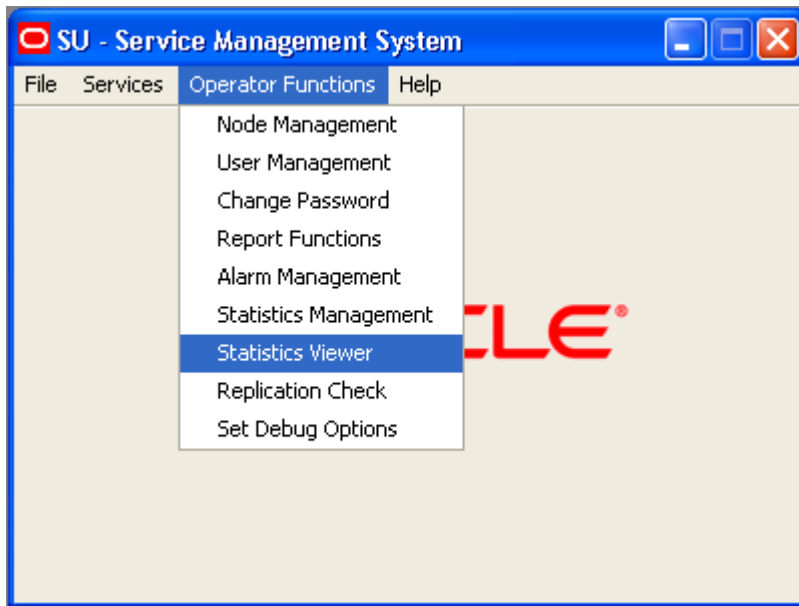 SU - Service Management System
File Services Operator Functions Help
Node Management
User Management
Change Password
Report Functions
Alarm Management
Statistics Management
Statistics Viewer
Replication Check
Set Debug Options
CLE®